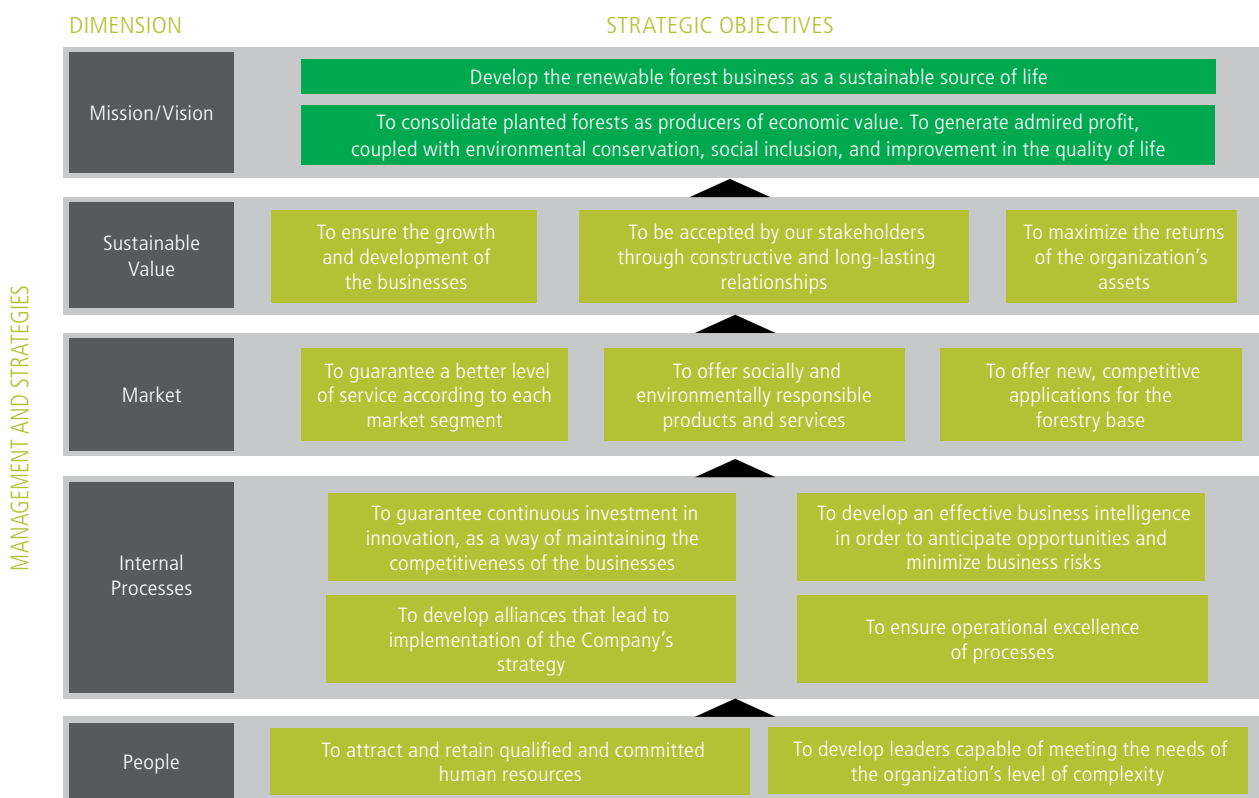 DIMENSION
STRATEGIC OBJECTIVES
MANAGEMENT AND STRATEGIES
Mission/Vision
Develop the renewable forest business as a sustainable source of life
To consolidate planted forests as producers of economic value. To generate admired profit,
coupled with environmental conservation, social inclusion, and improvement in the quality of life
Sustainable
Value
To ensure the growth
and development of
the businesses
To be accepted by our stakeholders
through constructive and long-lasting
relationships
To maximize the returns
of the organization's
assets
Market
To guarantee a better level
of service according to each
market segment
To offer socially and
environmentally responsible
products and services
To offer new, competitive
applications for the
forestry base
Internal
Processes
To guarantee continuous investment in
innovation, as a way of maintaining the
competitiveness of the businesses
To develop an effective business intelligence
in order to anticipate opportunities and
minimize business risks
To develop alliances that lead to
implementation of the Company's
strategy
To ensure operational excellence
of processes
People
To attract and retain qualified and committed
human resources
To develop leaders capable of meeting the needs of
the organization's level of complexity